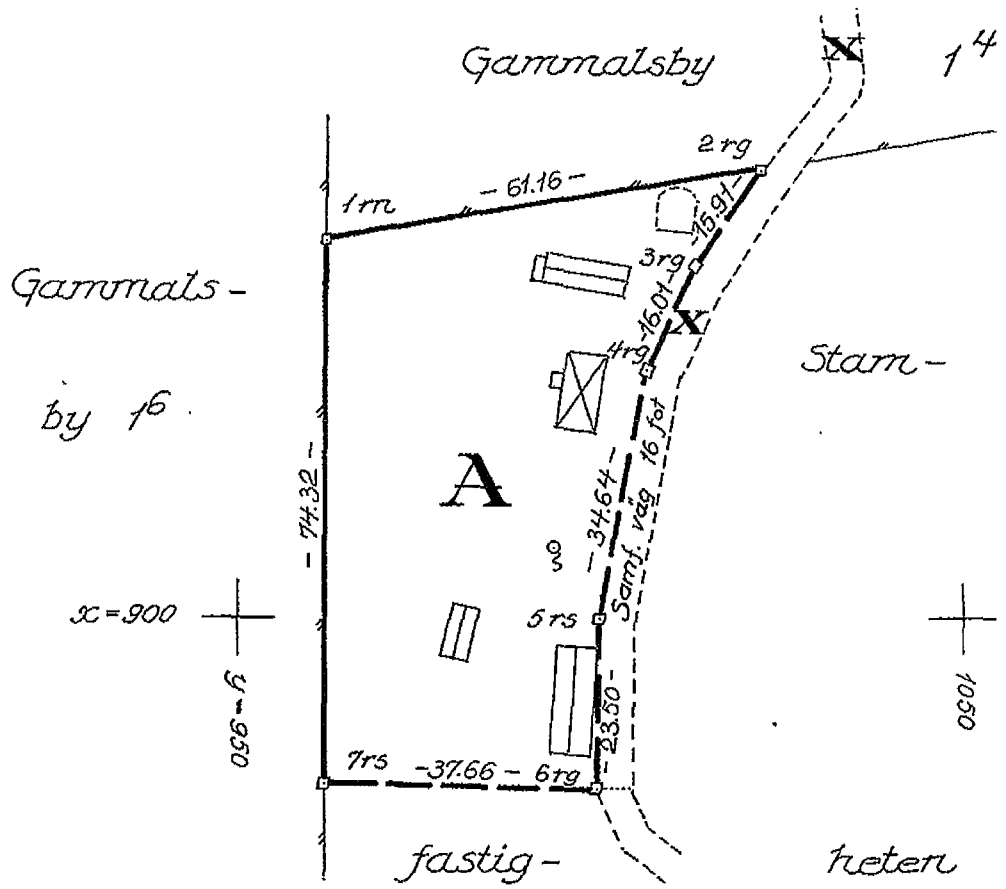 Gammalsby 1⁴
X
2 rg
- 61.16 -
1 rn
-15.91-
3 rg
Gammals -
-16.01-
X
4 rg
Stam -
by 1⁶
A
16 fot
- 74.32 -
- 34.64 -
Samf. väg
x = 900
5 rs
y = 950
1050
- 23.50 -
7 rs
-37.66 -
6 rg
fastig -
heten